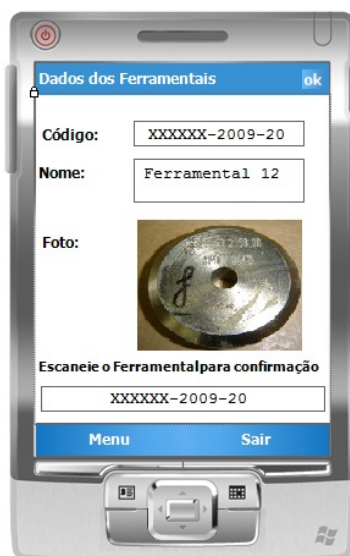 Dados dos Ferramentais ok
Código: XXXXXX-2009-20
Nome: Ferramental 12
Foto:
Escaneie o Ferramentalpara confirmação
XXXXXX-2009-20
Menu Sair